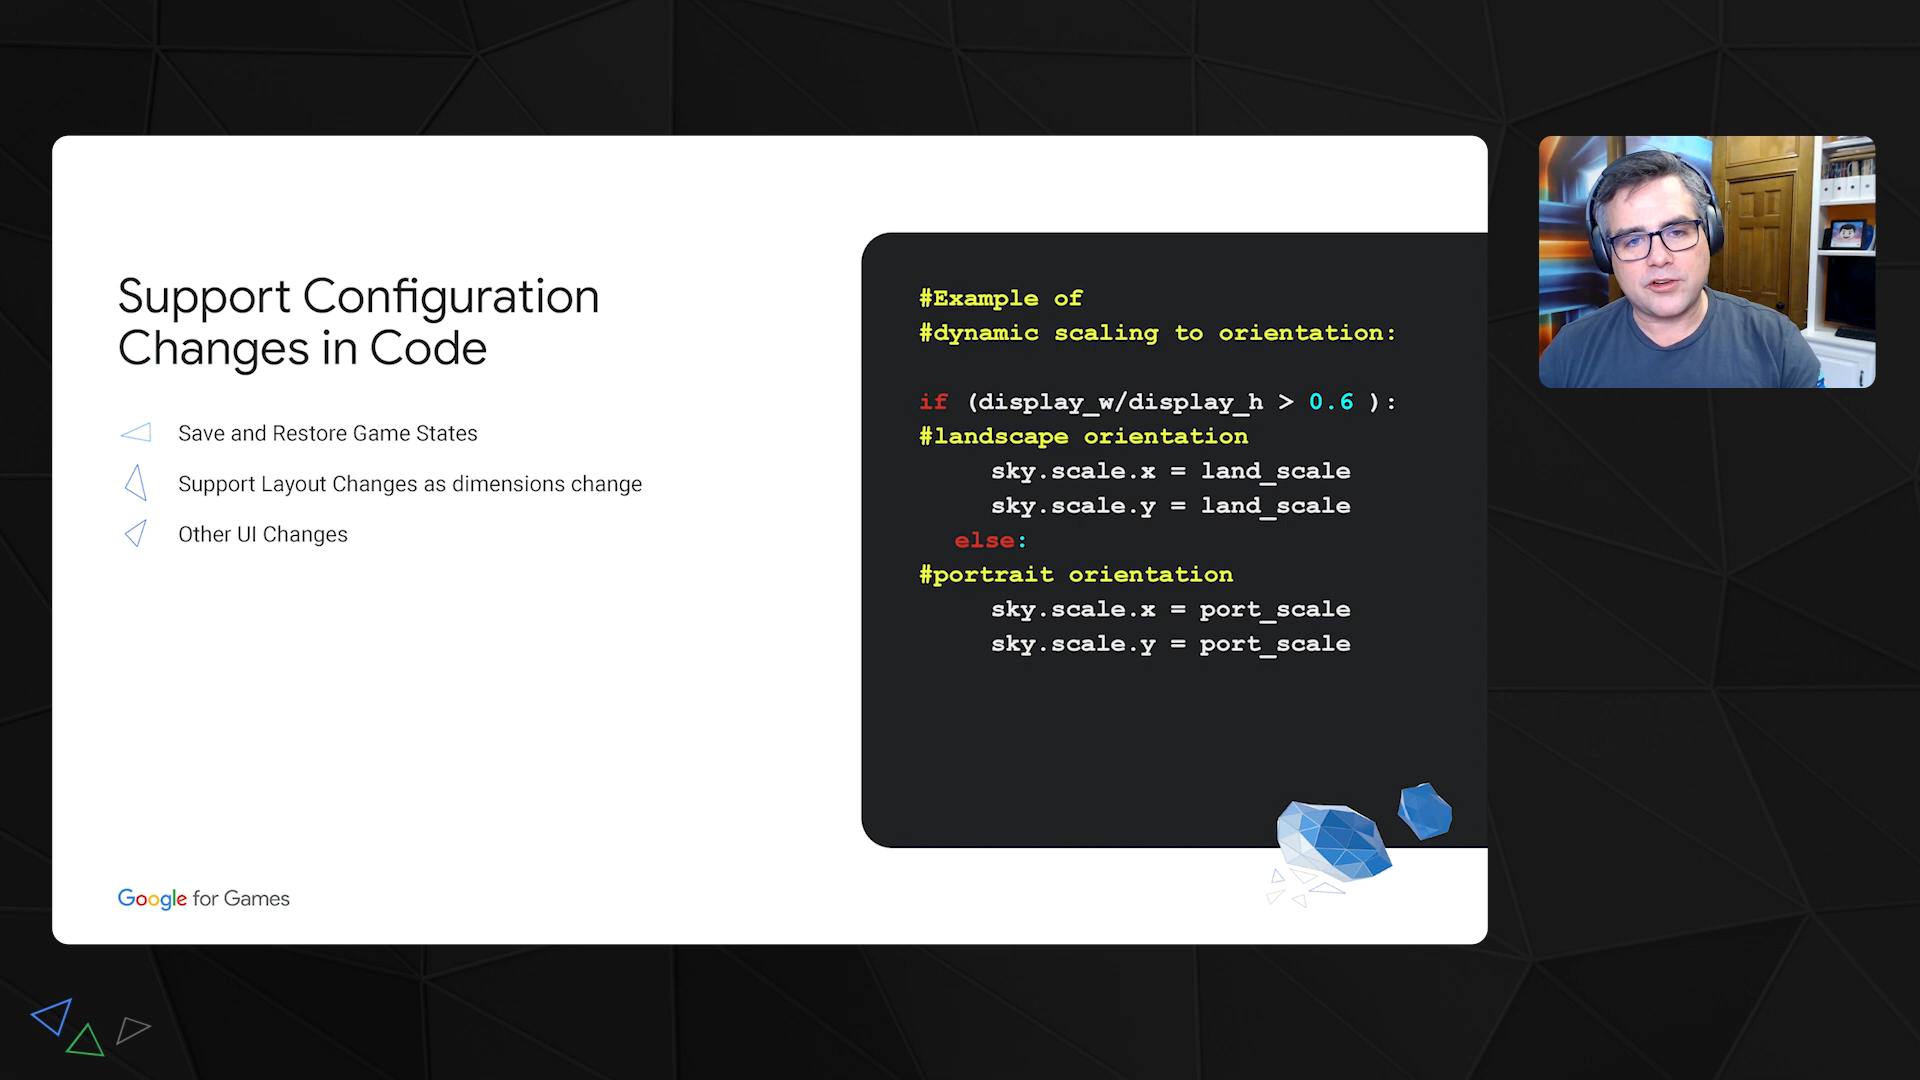 Support Configuration
Changes in Code
Save and Restore Game States
Support Layout Changes as dimensions change
Other UI Changes
#Example of
#dynamic scaling to orientation:
if (display_w/display_h > 0.6 ):
#landscape orientation
sky.scale.x = land_scale
sky.scale.y = land_scale
else:
#portrait orientation
sky.scale.x = port_scale
sky.scale.y = port_scale
Google for Games